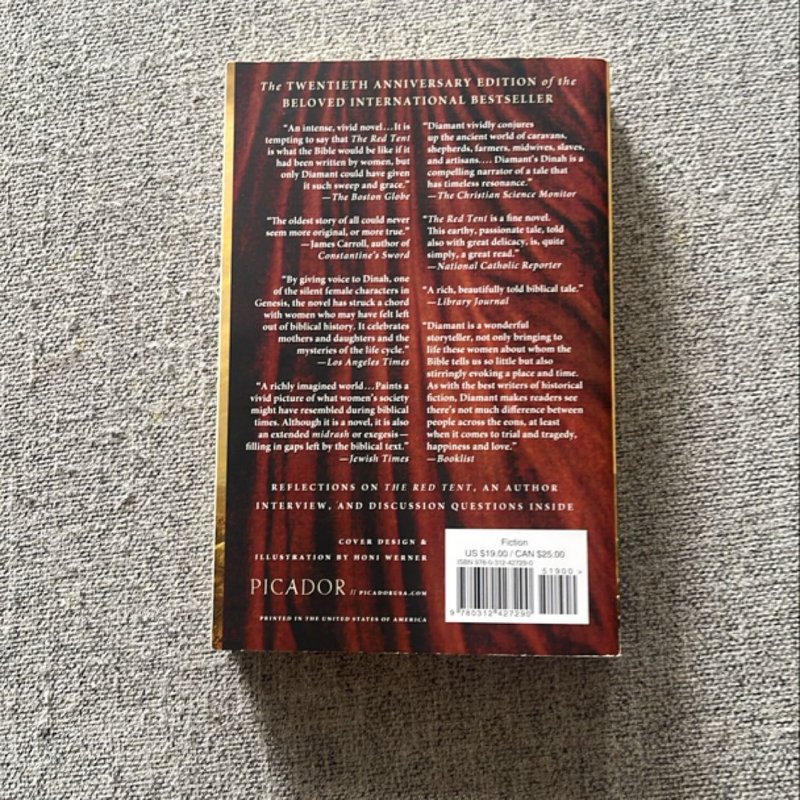 The TWENTIETH ANNIVERSARY EDITION of the
BELOVED INTERNATIONAL BESTSELLER
“An intense, vivid novel…It is
tempting to say that The Red Tent
is what the Bible would be like if it
had been written by women, but
only Diamant could have given
it such sweep and grace.”
—The Boston Globe
“The oldest story of all could never
seem more original, or more true.”
—James Carroll, author of
Constantine’s Sword
“By giving voice to Dinah, one
of the silent female characters in
Genesis, the novel has struck a chord
with women who may have felt left
out of biblical history. It celebrates
mothers and daughters and the
mysteries of the life cycle.”
—Los Angeles Times
“A richly imagined world…Paints a
vivid picture of what women’s society
might have resembled during biblical
times. Although it is a novel, it is also
an extended midrash or exegesis—
filling in gaps left by the biblical text.”
—Jewish Times
“Diamant vividly conjures
up the ancient world of caravans,
shepherds, farmers, midwives, slaves,
and artisans.… Diamant’s Dinah is a
compelling narrator of a tale that
has timeless resonance.”
—The Christian Science Monitor
“The Red Tent is a fine novel.
This earthy, passionate tale, told
also with great delicacy, is, quite
simply, a great read.”
—National Catholic Reporter
“A rich, beautifully told biblical tale.”
—Library Journal
“Diamant is a wonderful
storyteller, not only bringing to
life these women about whom the
Bible tells us so little but also
stirringly evoking a place and time.
As with the best writers of historical
fiction, Diamant makes readers see
there’s not much difference between
people across the eons, at least
when it comes to trial and tragedy,
happiness and love.”
—Booklist
REFLECTIONS ON THE RED TENT, AN AUTHOR
INTERVIEW, AND DISCUSSION QUESTIONS INSIDE
COVER DESIGN &
ILLUSTRATION BY HONI WERNER
PICADOR // PICADORUSA.COM
PRINTED IN THE UNITED STATES OF AMERICA
Fiction
US $19.00 / CAN $25.00
ISBN 978-0-312-42729-0
51900 >
9 780312 427290